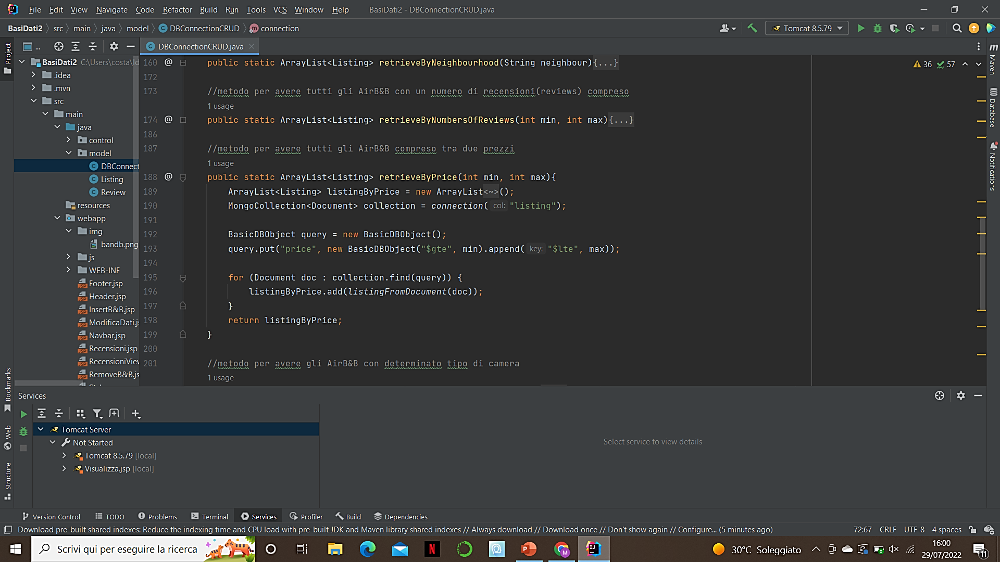 File Edit View Navigate Code Refactor Build Run Tools VCS Window Help BasiDati2 - DBConnectionCRUD.java
BasiDati2 src main java model DBConnectionCRUD connection Tomcat 8.5.79
... DBConnectionCRUD.java
Project
BasiDati2 C:\Users\costa\Id
.idea
.mvn
src
main
java
control
model
DBConnect
Listing
Review
resources
webapp
img
bandb.png
js
WEB-INF
Footer.jsp
Header.jsp
InsertB&B.jsp
ModificaDati.js
Navbar.jsp
Recensioni.jsp
RecensioniView
RemoveB&B.js
160 @ public static ArrayList<Listing> retrieveByNeighbourhood(String neighbour){...}
172
173 //metodo per avere tutti gli AirB&B con un numero di recensioni(reviews) compreso
1 usage
174 @ public static ArrayList<Listing> retrieveByNumbersOfReviews(int min, int max){...}
186
187 //metodo per avere tutti gli AirB&B compreso tra due prezzi
1 usage
188 @ public static ArrayList<Listing> retrieveByPrice(int min, int max){
189 ArrayList<Listing> listingByPrice = new ArrayList<~>();
190 MongoCollection<Document> collection = connection( col: "listing");
191
192 BasicDBObject query = new BasicDBObject();
193 query.put("price", new BasicDBObject("$gte", min).append( key: "$lte", max));
194
195 for (Document doc : collection.find(query)) {
196 listingByPrice.add(listingFromDocument(doc));
197 }
198 return listingByPrice;
199 }
200
201 //metodo per avere gli AirB&B con determinato tipo di camera
1 usage
36 57
m Maven
Database
Notifications
Bookmarks
Web
Structure
Services
Tomcat Server
Not Started
Tomcat 8.5.79 [local]
Visualizza.jsp [local]
Select service to view details
Version Control TODO Problems Terminal Services Profiler Build Dependencies
Download pre-built shared indexes: Reduce the indexing time and CPU load with pre-built JDK and Maven library shared indexes // Always download // Download once // Don't show again // Configure... (5 minutes ago) 72:67 CRLF UTF-8 4 spaces
Scrivi qui per eseguire la ricerca 30°C Soleggiato 16:00
29/07/2022 11